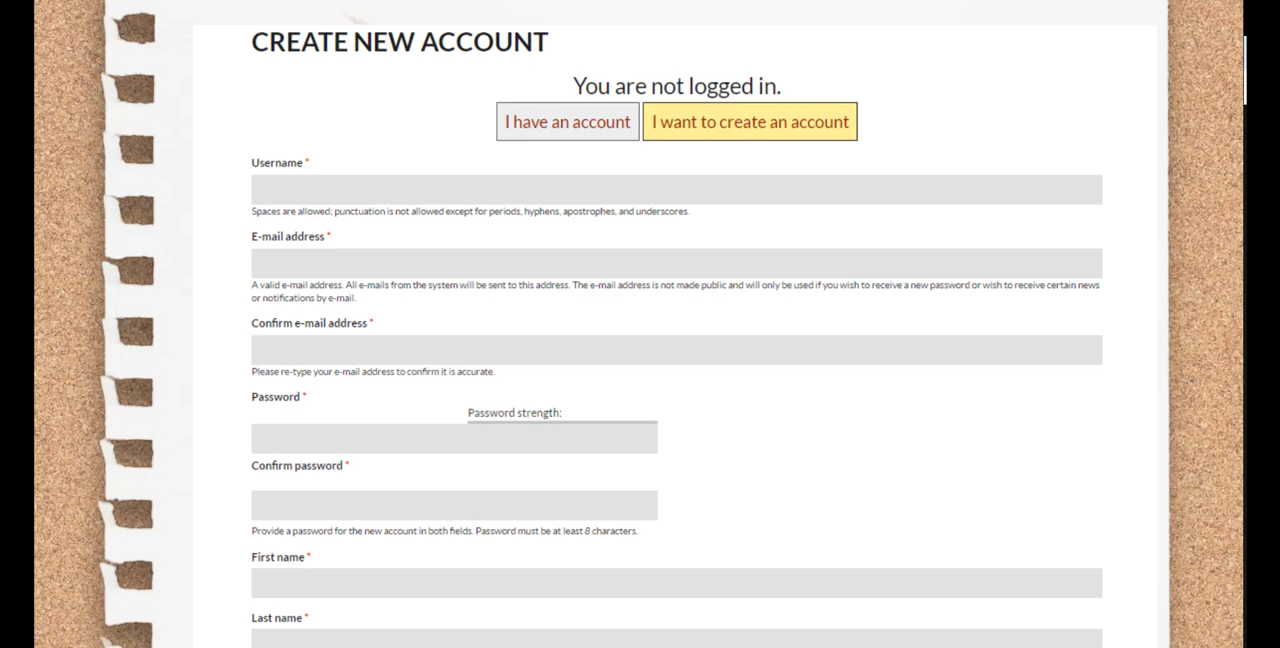 CREATE NEW ACCOUNT
You are not logged in.
I have an account I want to create an account
Username *
Spaces are allowed; punctuation is not allowed except for periods, hyphens, apostrophes, and underscores.
E-mail address *
A valid e-mail address. All e-mails from the system will be sent to this address. The e-mail address is not made public and will only be used if you wish to receive a new password or wish to receive certain news
or notifications by e-mail.
Confirm e-mail address *
Please re-type your e-mail address to confirm it is accurate.
Password *
Password strength:
Confirm password *
Provide a password for the new account in both fields. Password must be at least 8 characters.
First name *
Last name *